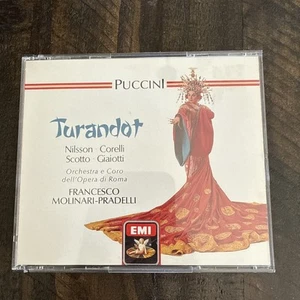 PUCCINI
Turandot
Nilsson · Corelli
Scotto · Giaiotti
Orchestra e Coro
dell'Opera di Roma
FRANCESCO
MOLINARI-PRADELLI
EMI